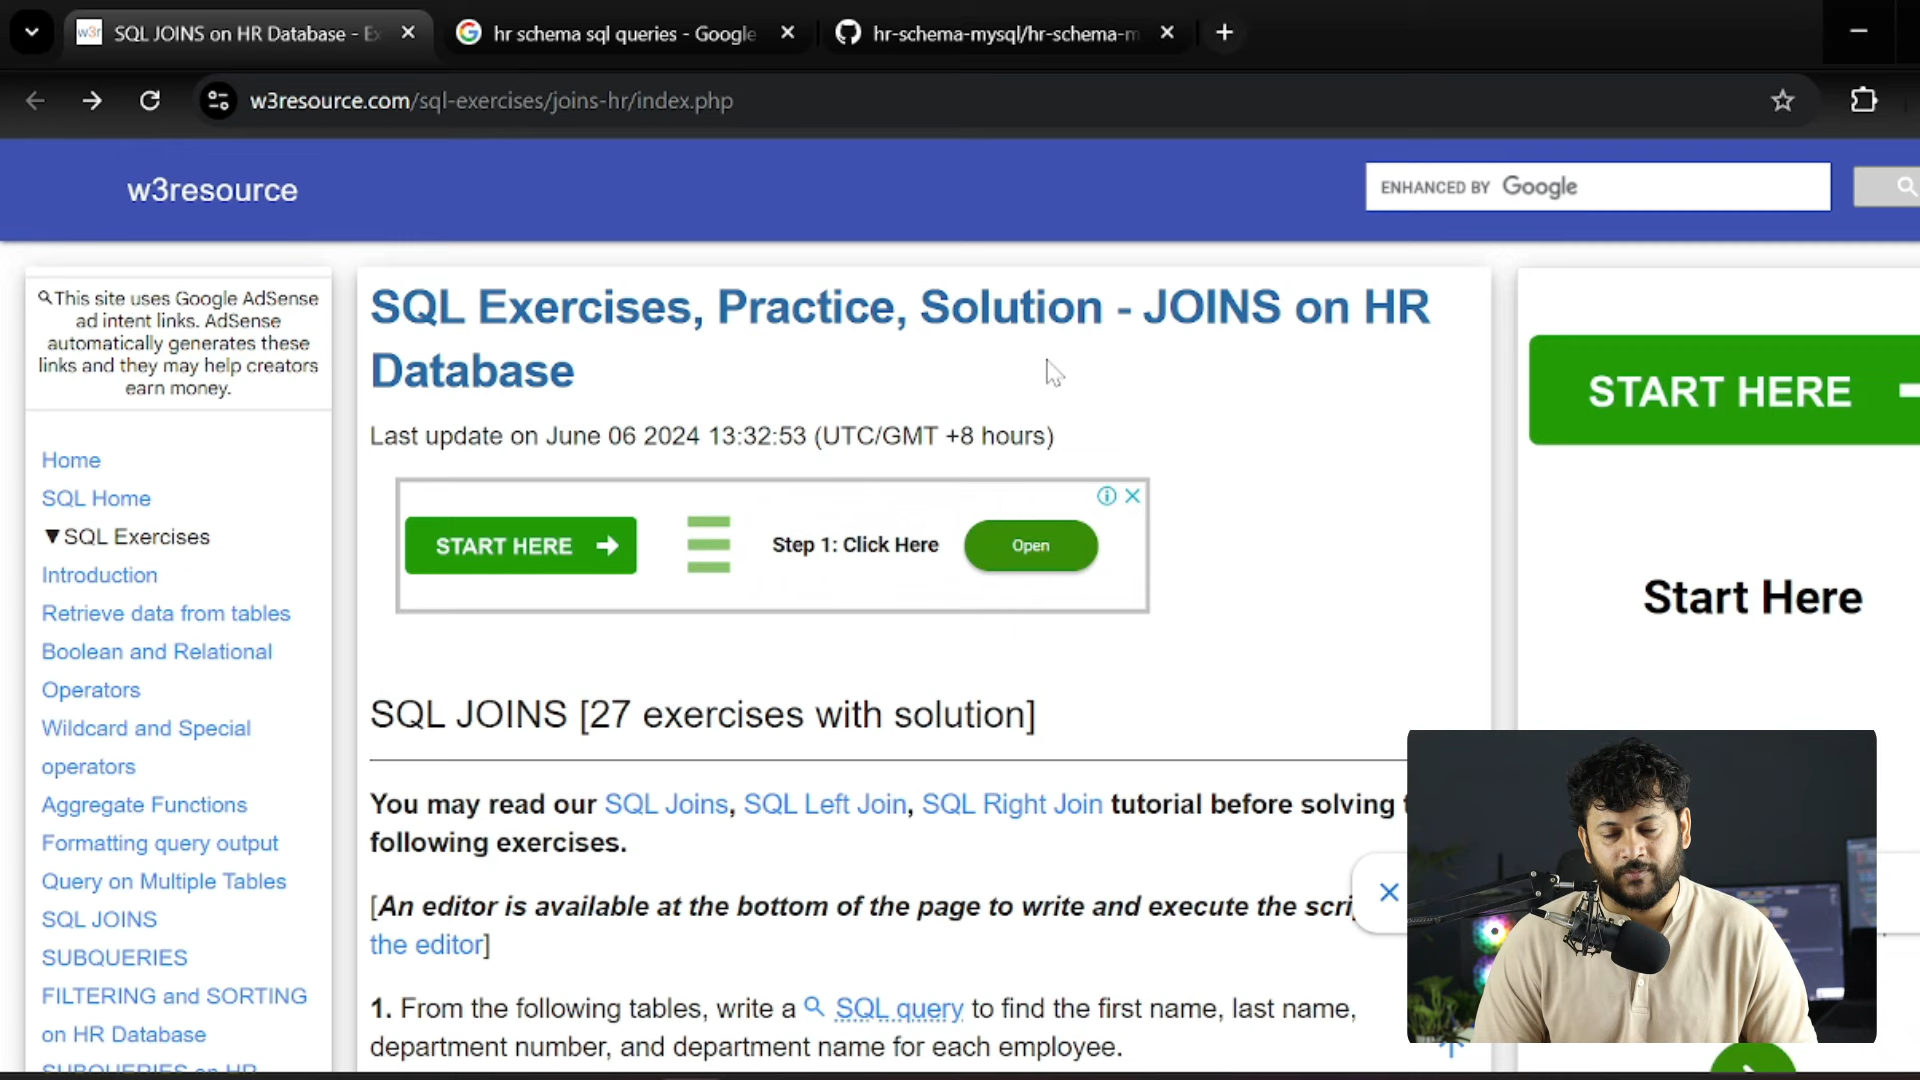 SQL JOINS on HR Database - Ex
hr schema sql queries - Google
hr-schema-mysql/hr-schema-m
w3resource.com/sql-exercises/joins-hr/index.php
w3resource
ENHANCED BY Google
This site uses Google AdSense
ad intent links. AdSense
automatically generates these
links and they may help creators
earn money.
Home
SQL Home
▼SQL Exercises
Introduction
Retrieve data from tables
Boolean and Relational
Operators
Wildcard and Special
operators
Aggregate Functions
Formatting query output
Query on Multiple Tables
SQL JOINS
SUBQUERIES
FILTERING and SORTING
on HR Database
SUBQUERIES on HR
SQL Exercises, Practice, Solution - JOINS on HR
Database
Last update on June 06 2024 13:32:53 (UTC/GMT +8 hours)
START HERE
Step 1: Click Here
Open
SQL JOINS [27 exercises with solution]
You may read our SQL Joins, SQL Left Join, SQL Right Join tutorial before solving
following exercises.
[An editor is available at the bottom of the page to write and execute the scri
the editor]
1. From the following tables, write a SQL query to find the first name, last name,
department number, and department name for each employee.
START HERE
Start Here